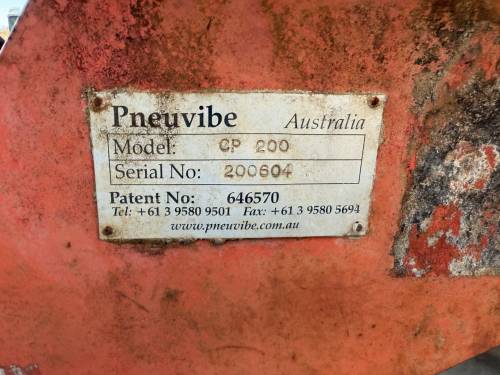 Pneuvibe Australia
Model: CP 200
Serial No: 200604
Patent No: 646570
Tel: +61 3 9580 9501 Fax: +61 3 9580 5694
www.pneuvibe.com.au